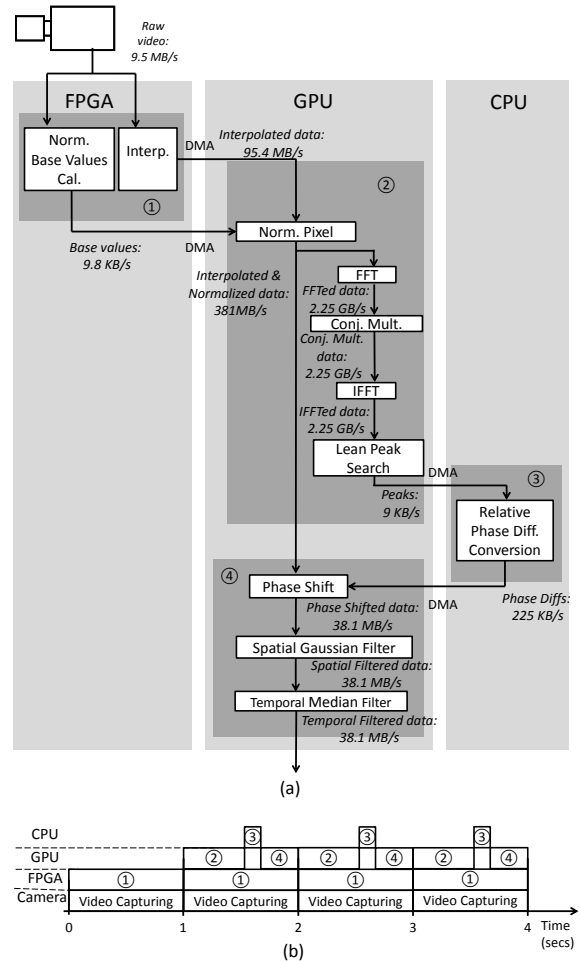 Raw
video:
9.5 MB/s
FPGA
GPU
CPU
Norm.
Base Values
Cal.
Interp.
①
DMA
Interpolated data:
95.4 MB/s
②
Base values:
9.8 KB/s
DMA
Norm. Pixel
Interpolated &
Normalized data:
381MB/s
FFT
FFTed data:
2.25 GB/s
Conj. Mult.
Conj. Mult.
data:
2.25 GB/s
IFFT
IFFTed data:
2.25 GB/s
Lean Peak
Search
DMA
Peaks:
9 KB/s
③
Relative
Phase Diff.
Conversion
④
Phase Shift
DMA
Phase Diffs:
225 KB/s
Phase Shifted data:
38.1 MB/s
Spatial Gaussian Filter
Spatial Filtered data:
38.1 MB/s
Temporal Median Filter
Temporal Filtered data:
38.1 MB/s
(a)
CPU ③ ③ ③
GPU ② ④ ② ④ ② ④
FPGA ① ① ① ①
Camera Video Capturing Video Capturing Video Capturing Video Capturing
0 1 2 3 4 Time
(secs)
(b)